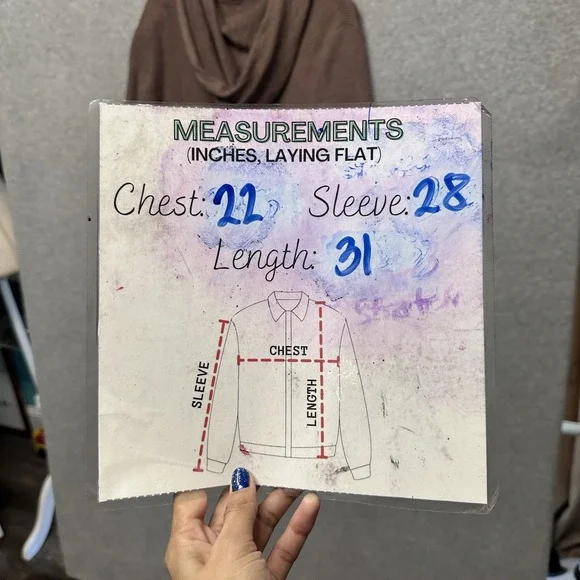 MEASUREMENTS
(INCHES, LAYING FLAT)
Chest: 22 Sleeve: 28
Length: 31
CHEST
SLEEVE
LENGTH